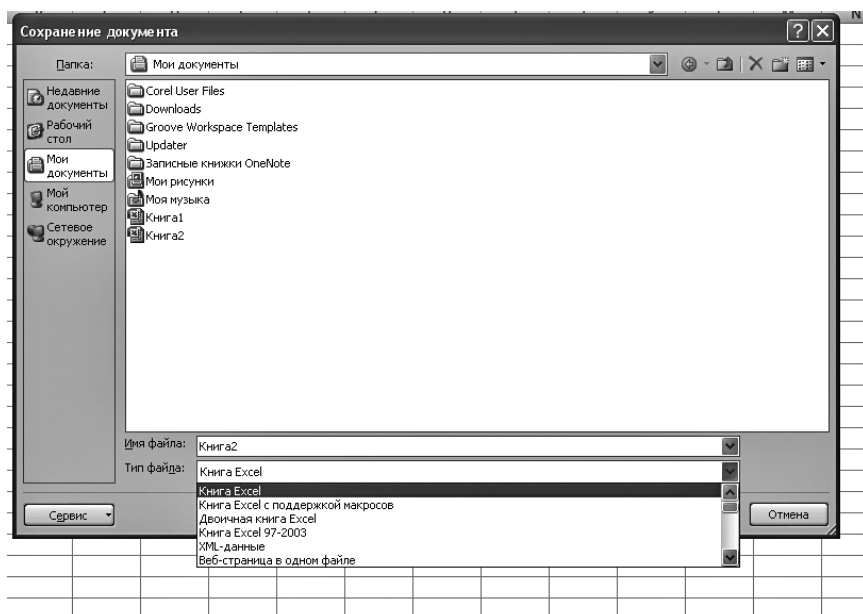 Сохранение документа
Папка:
Мои документы
Недавние
документы
Рабочий
стол
Мои
документы
Мой
компьютер
Сетевое
окружение
Corel User Files
Downloads
Groove Workspace Templates
Updater
Записные книжки OneNote
Мои рисунки
Моя музыка
Книга1
Книга2
Имя файла:
Книга2
Тип файла:
Книга Excel
Книга Excel
Книга Excel с поддержкой макросов
Двоичная книга Excel
Книга Excel 97-2003
XML-данные
Веб-страница в одном файле
Сервис
Отмена